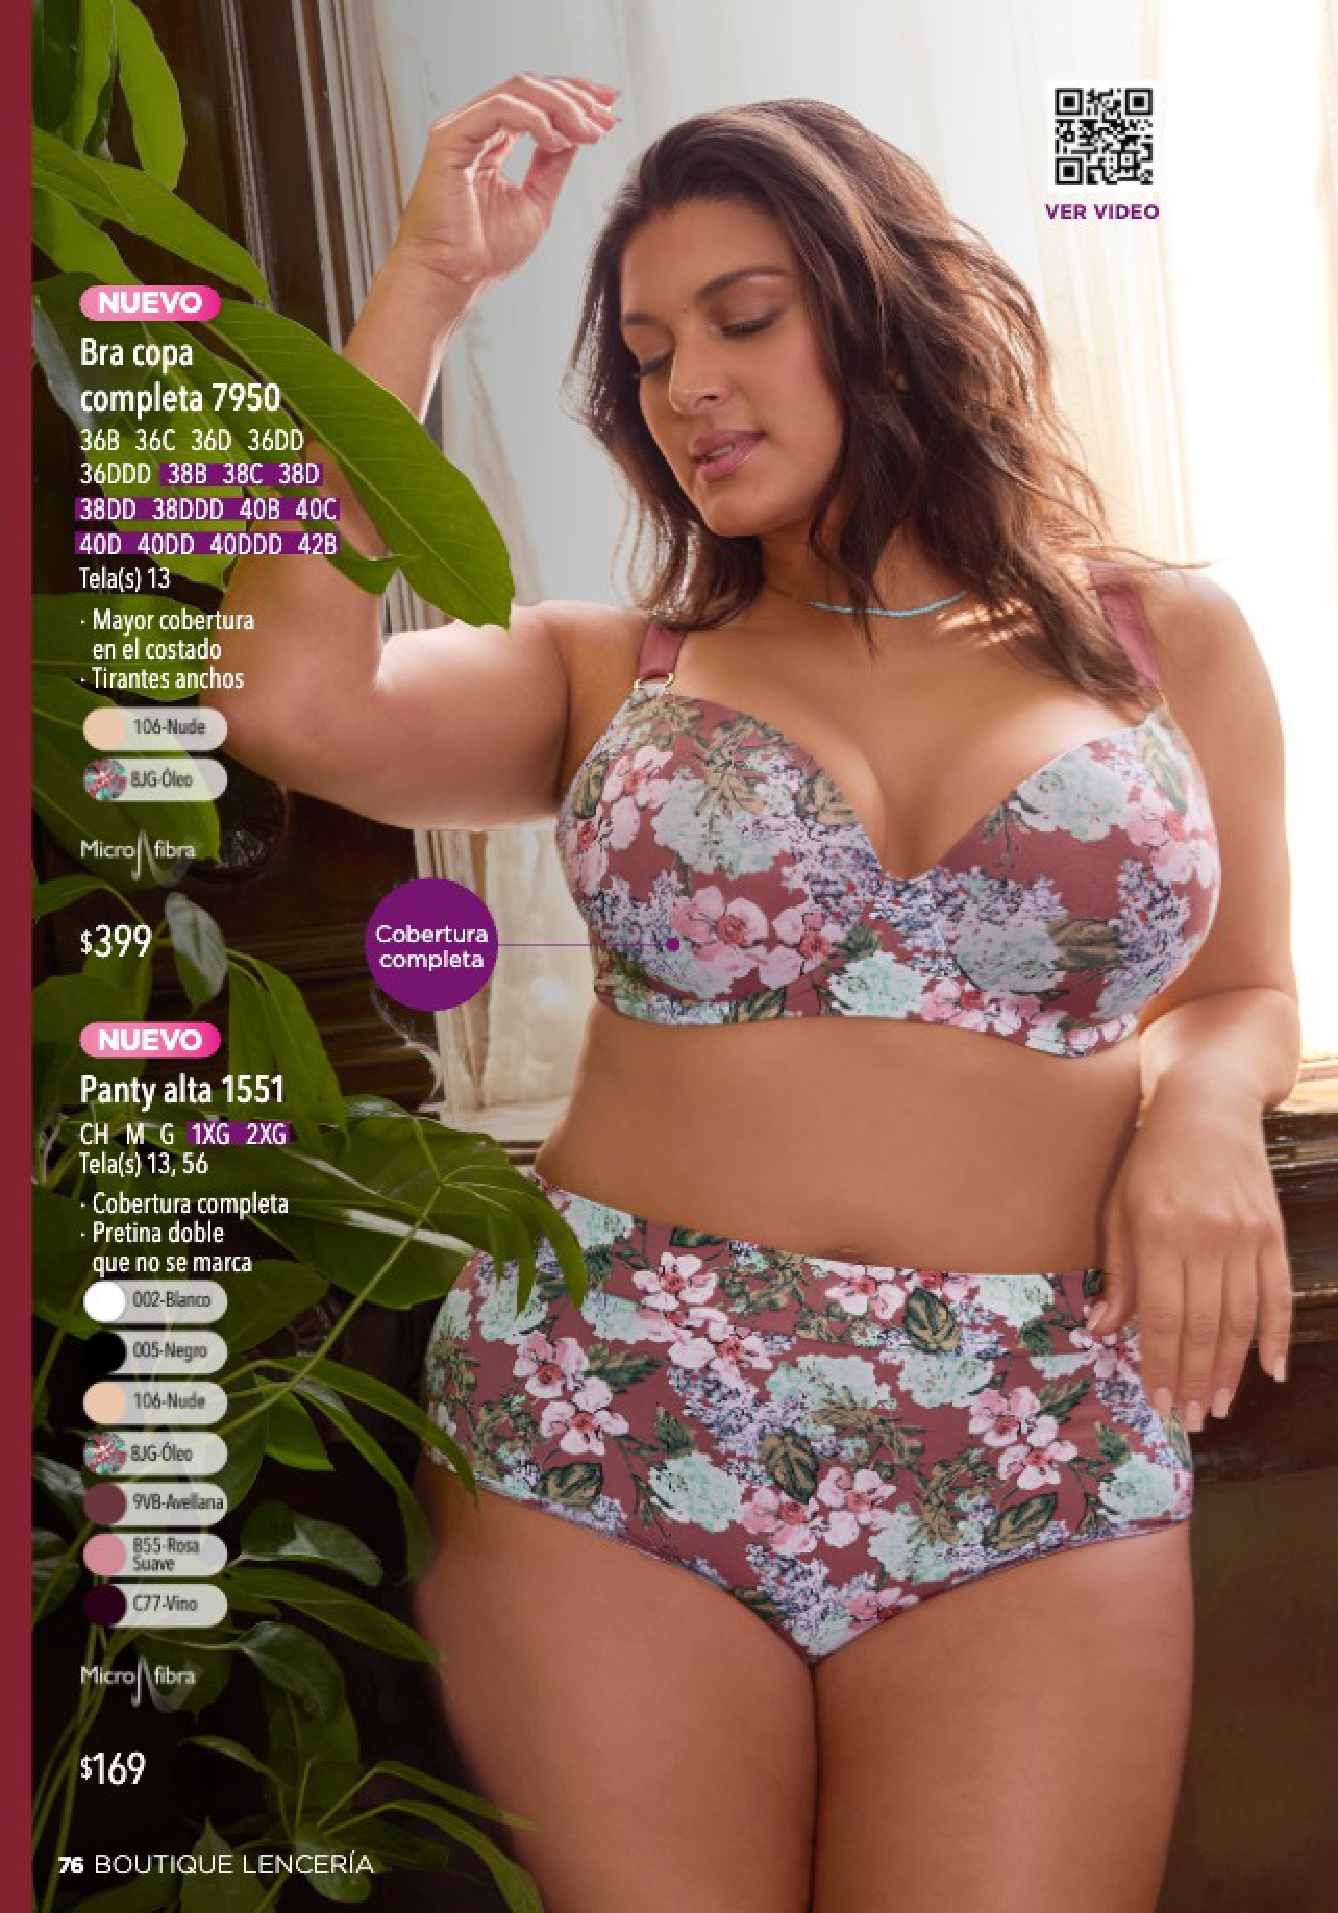 VER VIDEO
NUEVO
Bra copa
completa 7950
36B 36C 36D 36DD
36DDD 38B 38C 38D
38DD 38DDD 40B 40C
40D 40DD 40DDD 42B
Tela(s) 13
· Mayor cobertura
en el costado
· Tirantes anchos
106-Nude
8JG-Óleo
Micro fibra
$399
Cobertura
completa
NUEVO
Panty alta 1551
CH M G 1XG 2XG
Tela(s) 13, 56
· Cobertura completa
· Pretina doble
que no se marca
002-Blanco
005-Negro
106-Nude
8JG-Óleo
9VB-Avellana
B55-Rosa
Suave
C77-Vino
Micro fibra
$169
76 BOUTIQUE LENCERÍA